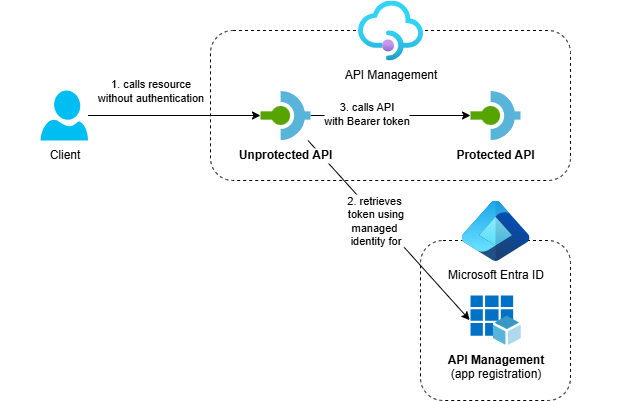 API Management
1. calls resource
without authentication
3. calls API
with Bearer token
Client
Unprotected API
Protected API
2. retrieves
token using
managed
identity for
Microsoft Entra ID
API Management
(app registration)